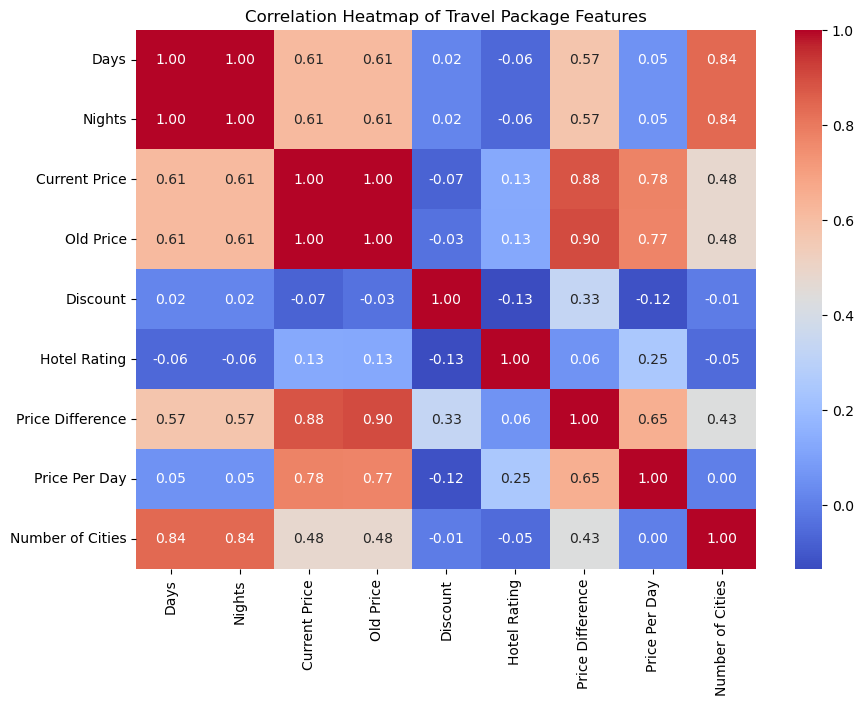 Correlation Heatmap of Travel Package Features
Days 1.00 1.00 0.61 0.61 0.02 -0.06 0.57 0.05 0.84
Nights 1.00 1.00 0.61 0.61 0.02 -0.06 0.57 0.05 0.84
Current Price 0.61 0.61 1.00 1.00 -0.07 0.13 0.88 0.78 0.48
Old Price 0.61 0.61 1.00 1.00 -0.03 0.13 0.90 0.77 0.48
Discount 0.02 0.02 -0.07 -0.03 1.00 -0.13 0.33 -0.12 -0.01
Hotel Rating -0.06 -0.06 0.13 0.13 -0.13 1.00 0.06 0.25 -0.05
Price Difference 0.57 0.57 0.88 0.90 0.33 0.06 1.00 0.65 0.43
Price Per Day 0.05 0.05 0.78 0.77 -0.12 0.25 0.65 1.00 0.00
Number of Cities 0.84 0.84 0.48 0.48 -0.01 -0.05 0.43 0.00 1.00
Days
Nights
Current Price
Old Price
Discount
Hotel Rating
Price Difference
Price Per Day
Number of Cities
1.0
0.8
0.6
0.4
0.2
0.0